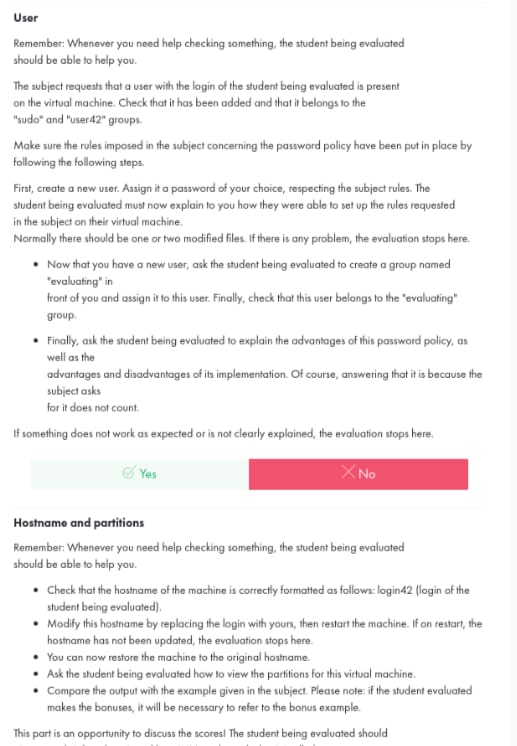 User
Remember: Whenever you need help checking something, the student being evaluated
should be able to help you.
The subject requests that a user with the login of the student being evaluated is present
on the virtual machine. Check that it has been added and that it belongs to the
"sudo" and "user42" groups.
Make sure the rules imposed in the subject concerning the password policy have been put in place by
following the following steps.
First, create a new user. Assign it a password of your choice, respecting the subject rules. The
student being evaluated must now explain to you how they were able to set up the rules requested
in the subject on their virtual machine.
Normally there should be one or two modified files. If there is any problem, the evaluation stops here.
• Now that you have a new user, ask the student being evaluated to create a group named
"evaluating" in
front of you and assign it to this user. Finally, check that this user belongs to the "evaluating"
group.
• Finally, ask the student being evaluated to explain the advantages of this password policy, as
well as the
advantages and disadvantages of its implementation. Of course, answering that it is because the
subject asks
for it does not count.
If something does not work as expected or is not clearly explained, the evaluation stops here.
Yes
No
Hostname and partitions
Remember: Whenever you need help checking something, the student being evaluated
should be able to help you.
• Check that the hostname of the machine is correctly formatted as follows: login42 (login of the
student being evaluated).
• Modify this hostname by replacing the login with yours, then restart the machine. If on restart, the
hostname has not been updated, the evaluation stops here.
• You can now restore the machine to the original hostname.
• Ask the student being evaluated how to view the partitions for this virtual machine.
• Compare the output with the example given in the subject. Please note: if the student evaluated
makes the bonuses, it will be necessary to refer to the bonus example.
This part is an opportunity to discuss the scores! The student being evaluated should